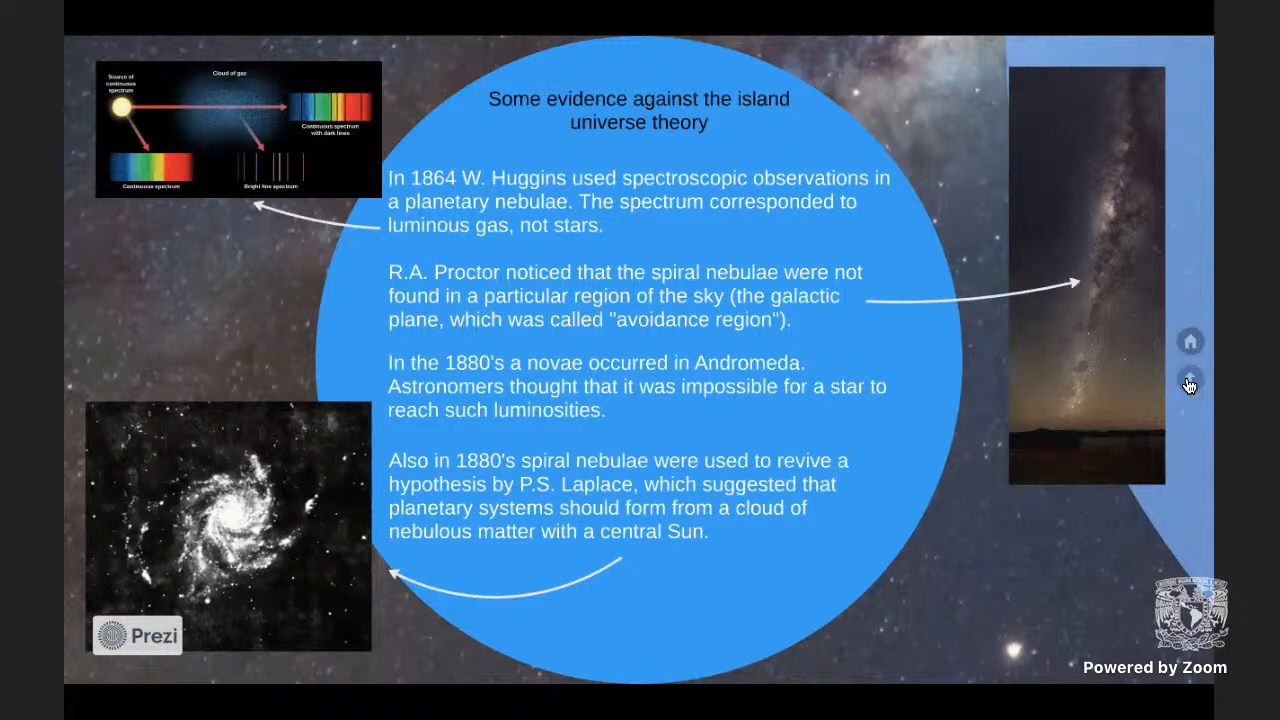 Source of
continuous
spectrum
Cloud of gas
Continuous spectrum
with dark lines
Continuous spectrum
Bright line spectrum
Some evidence against the island
universe theory
In 1864 W. Huggins used spectroscopic observations in
a planetary nebulae. The spectrum corresponded to
luminous gas, not stars.
R.A. Proctor noticed that the spiral nebulae were not
found in a particular region of the sky (the galactic
plane, which was called "avoidance region").
In the 1880's a novae occurred in Andromeda.
Astronomers thought that it was impossible for a star to
reach such luminosities.
Also in 1880's spiral nebulae were used to revive a
hypothesis by P.S. Laplace, which suggested that
planetary systems should form from a cloud of
nebulous matter with a central Sun.
Prezi
Powered by Zoom